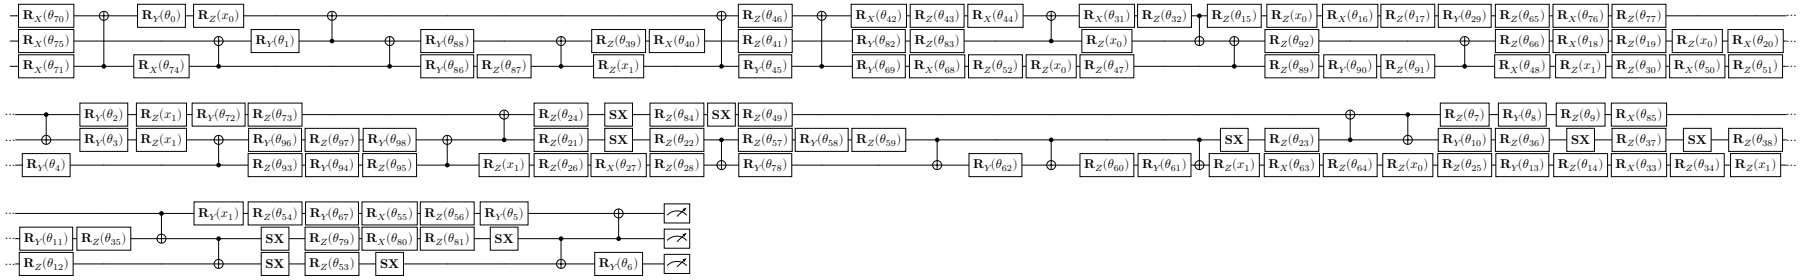 R_X(θ_70) R_Y(θ_0) R_Z(x_0) R_Z(θ_46) R_X(θ_42) R_Z(θ_43) R_X(θ_44) R_X(θ_31) R_Z(θ_32) R_Z(θ_15) R_Z(x_0) R_X(θ_16) R_Z(θ_17) R_Y(θ_29) R_Z(θ_65) R_X(θ_76) R_Z(θ_77)
R_X(θ_75) R_Y(θ_1) R_Y(θ_88) R_Z(θ_39) R_X(θ_40) R_Z(θ_41) R_Y(θ_82) R_Z(θ_83) R_Z(x_0) R_Z(θ_92) R_Z(θ_66) R_X(θ_18) R_Z(θ_19) R_Z(x_0) R_X(θ_20)
R_X(θ_71) R_X(θ_74) R_Y(θ_86) R_Z(θ_87) R_Z(x_1) R_Y(θ_45) R_Y(θ_69) R_X(θ_68) R_Z(θ_52) R_Z(x_0) R_Z(θ_47) R_Z(θ_89) R_Y(θ_90) R_Z(θ_91) R_X(θ_48) R_Z(x_1) R_Z(θ_30) R_X(θ_50) R_Z(θ_51)
R_Y(θ_2) R_Z(x_1) R_Y(θ_72) R_Z(θ_73) R_Z(θ_24) SX R_Z(θ_84) SX R_Z(θ_49) R_Z(θ_7) R_Y(θ_8) R_Z(θ_9) R_X(θ_85)
R_Y(θ_3) R_Z(x_1) R_Y(θ_96) R_Z(θ_97) R_Y(θ_98) R_Z(θ_21) SX R_Z(θ_22) R_Z(θ_57) R_Y(θ_58) R_Z(θ_59) SX R_Z(θ_23) R_Y(θ_10) R_Z(θ_36) SX R_Z(θ_37) SX R_Z(θ_38)
R_Y(θ_4) R_Z(θ_93) R_Y(θ_94) R_Z(θ_95) R_Z(x_1) R_Z(θ_26) R_X(θ_27) R_Z(θ_28) R_Y(θ_78) R_Y(θ_62) R_Z(θ_60) R_Y(θ_61) R_Z(x_1) R_X(θ_63) R_Z(θ_64) R_Z(x_0) R_Z(θ_25) R_Y(θ_13) R_Z(θ_14) R_X(θ_33) R_Z(θ_34) R_Z(x_1)
R_Y(x_1) R_Z(θ_54) R_Y(θ_67) R_X(θ_55) R_Z(θ_56) R_Y(θ_5)
R_Y(θ_11) R_Z(θ_35) SX R_Z(θ_79) R_X(θ_80) R_Z(θ_81) SX
R_Z(θ_12) SX R_Z(θ_53) SX R_Y(θ_6)